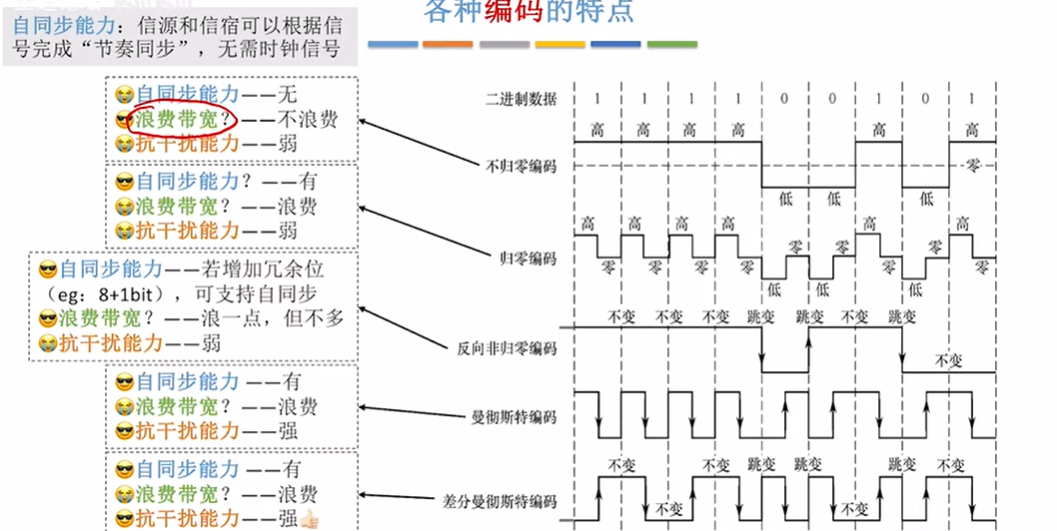 各种编码的特点
自同步能力：信源和信宿可以根据信
号完成“节奏同步”，无需时钟信号
自同步能力——无
浪费带宽？——不浪费
抗干扰能力——弱
自同步能力？——有
浪费带宽？——浪费
抗干扰能力——弱
自同步能力——若增加冗余位
（eg：8+1bit），可支持自同步
浪费带宽？——浪一点，但不多
抗干扰能力——弱
自同步能力 ——有
浪费带宽？——浪费
抗干扰能力——强
自同步能力 ——有
浪费带宽？——浪费
抗干扰能力——强
二进制数据 1 1 1 1 0 0 1 0 1
高 高 高 高 高 高
不归零编码 零
低 低 低
高 高 高 高 高 高
归零编码 零 零 零 零 零 零 零 零 零
低 低 低
不变 不变 不变 跳变 跳变 不变 跳变
反向非归零编码 不变
曼彻斯特编码
不变 不变 跳变 跳变 跳变 不变
差分曼彻斯特编码 不变 不变